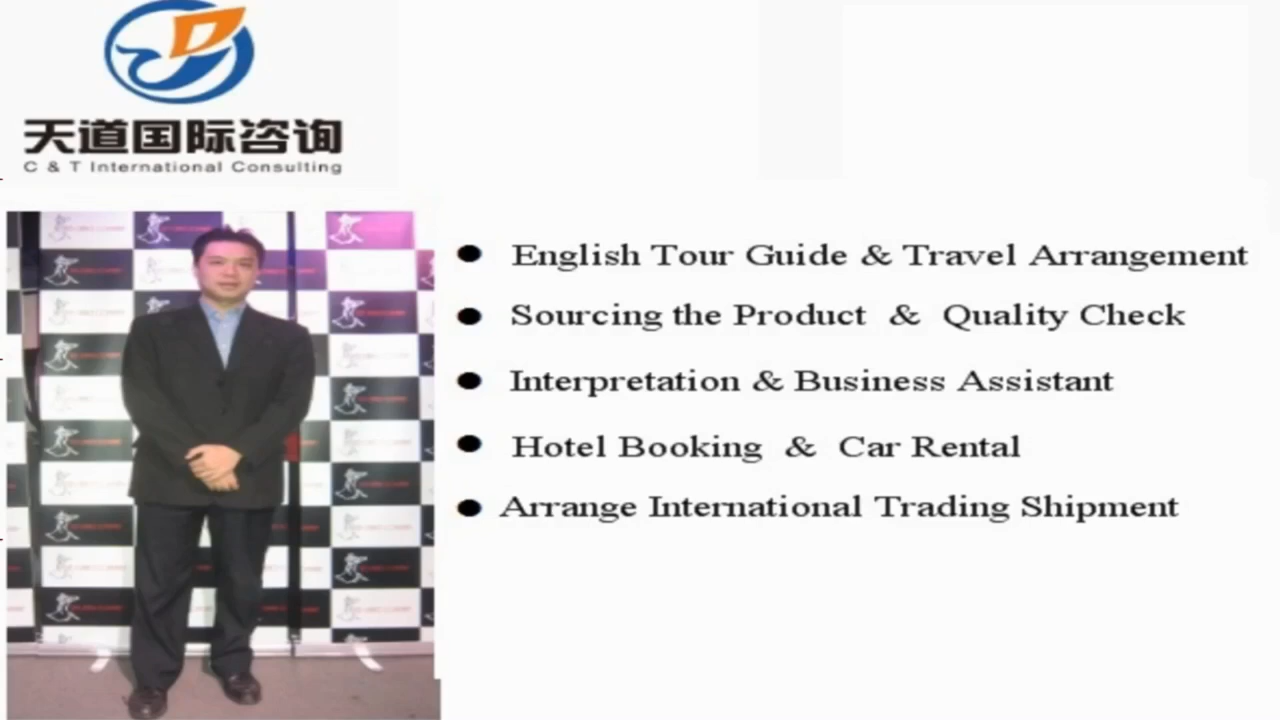 天道国际咨询
C & T International Consulting
English Tour Guide & Travel Arrangement
Sourcing the Product & Quality Check
Interpretation & Business Assistant
Hotel Booking & Car Rental
Arrange International Trading Shipment